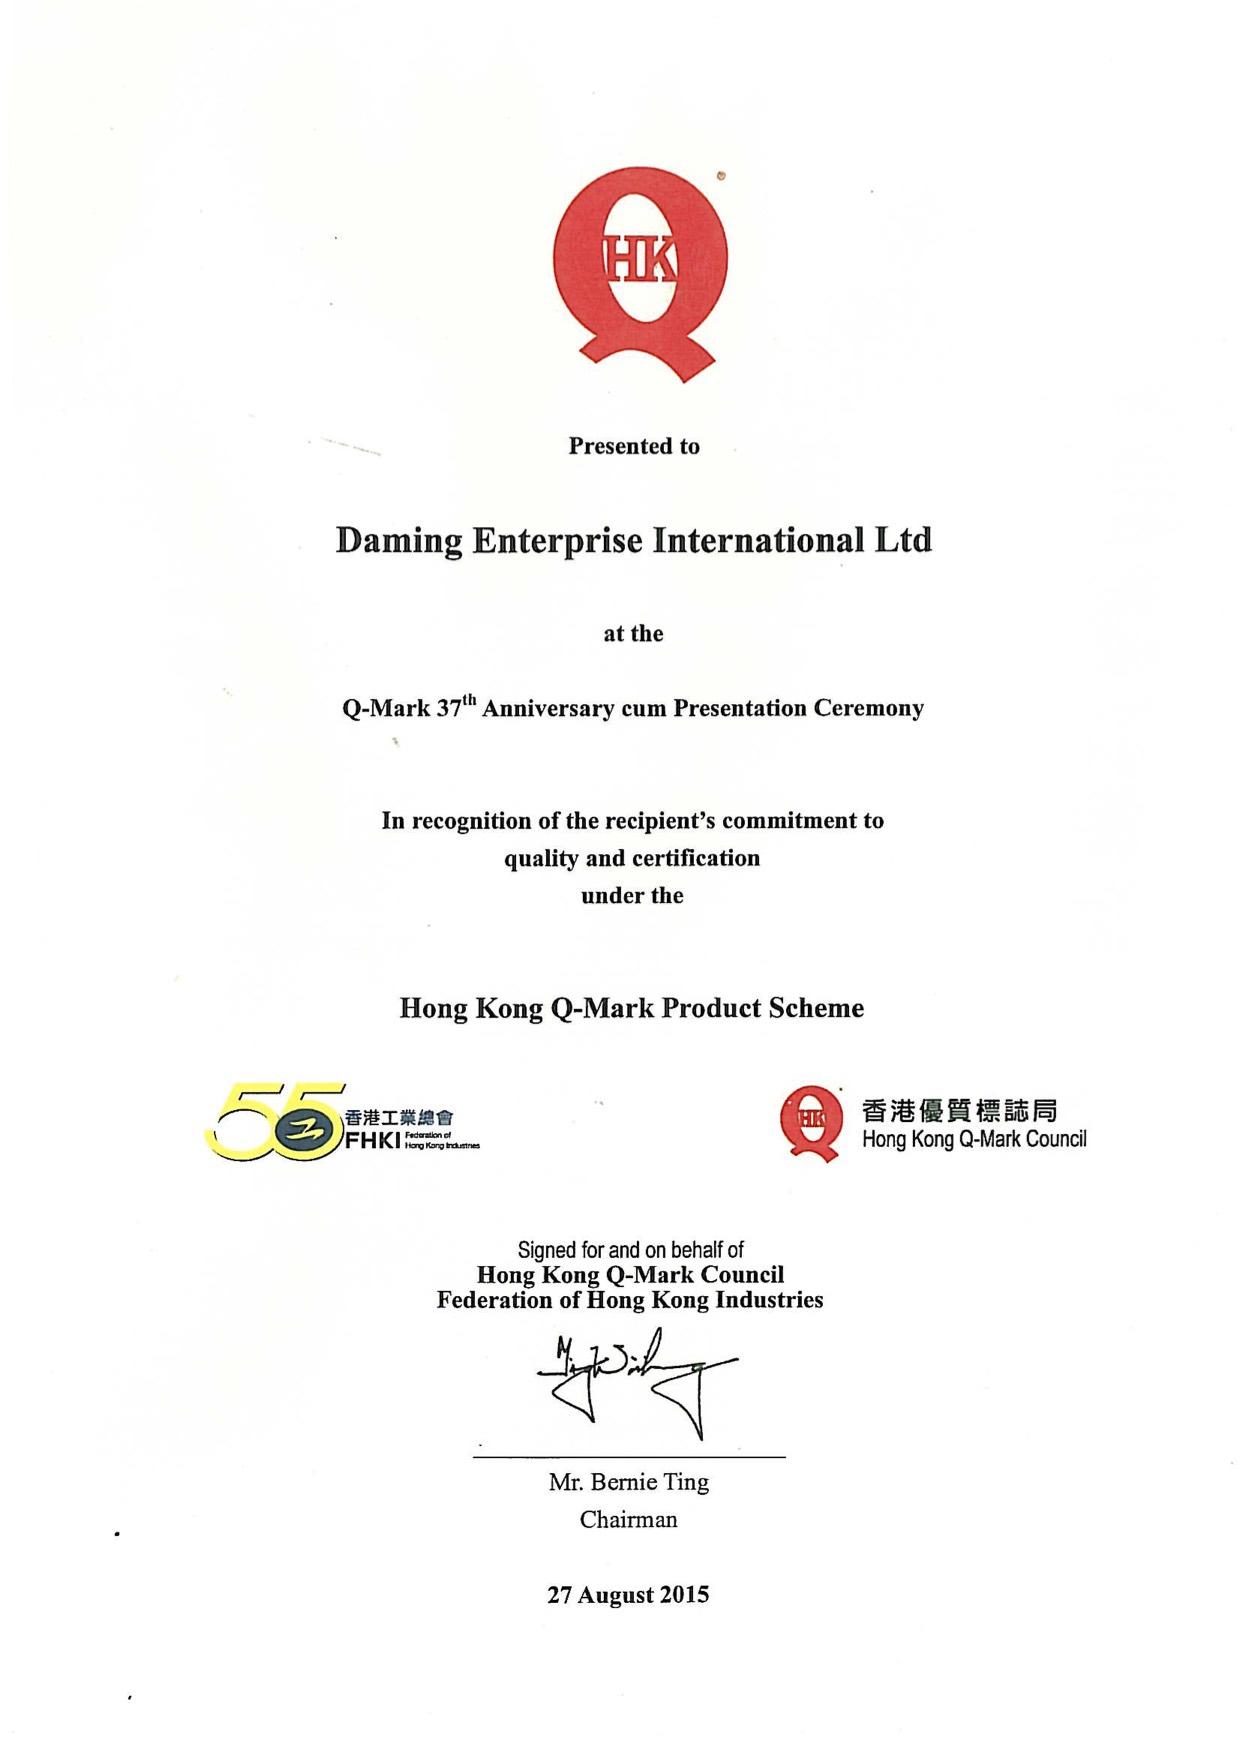 HK
Presented to
Daming Enterprise International Ltd
at the
Q-Mark 37th Anniversary cum Presentation Ceremony
In recognition of the recipient's commitment to
quality and certification
under the
Hong Kong Q-Mark Product Scheme
55
香港工業總會
FHKI Federation of
Hong Kong Industries
HK
香港優質標誌局
Hong Kong Q-Mark Council
Signed for and on behalf of
Hong Kong Q-Mark Council
Federation of Hong Kong Industries
Mr. Bernie Ting
Chairman
27 August 2015